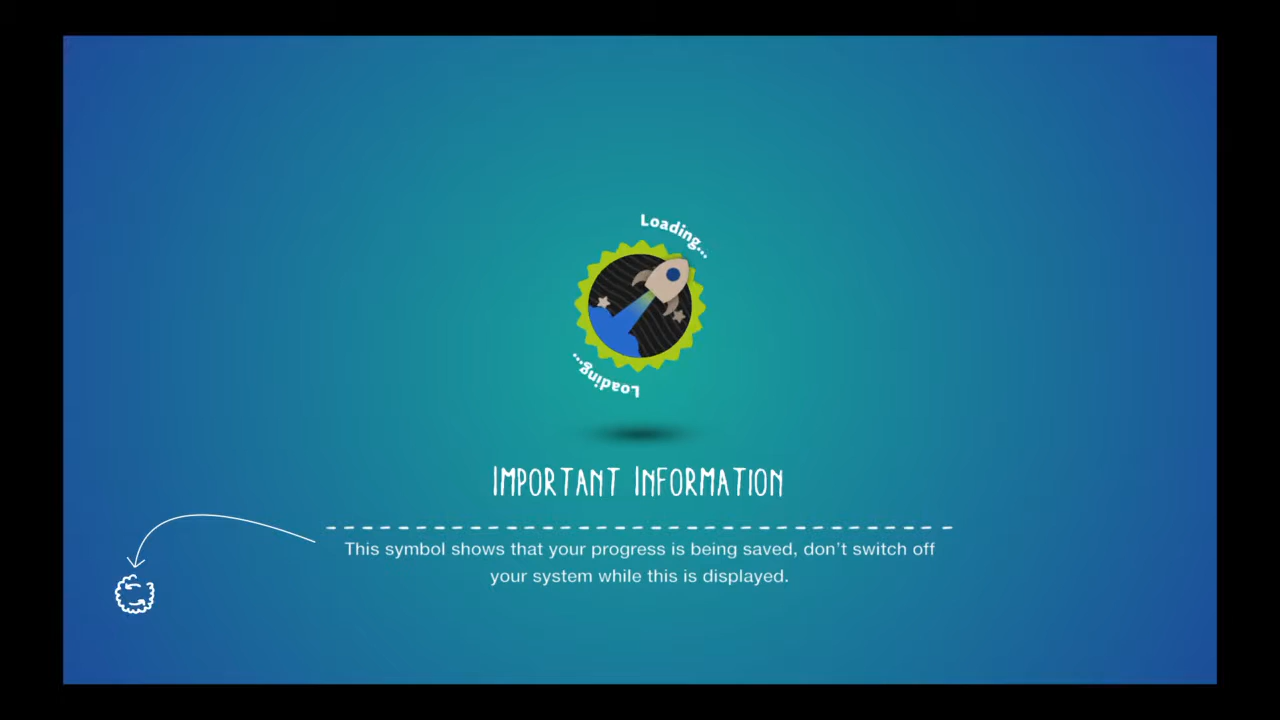 Loading...
Loading...
IMPORTANT INFORMATION
This symbol shows that your progress is being saved, don't switch off
your system while this is displayed.